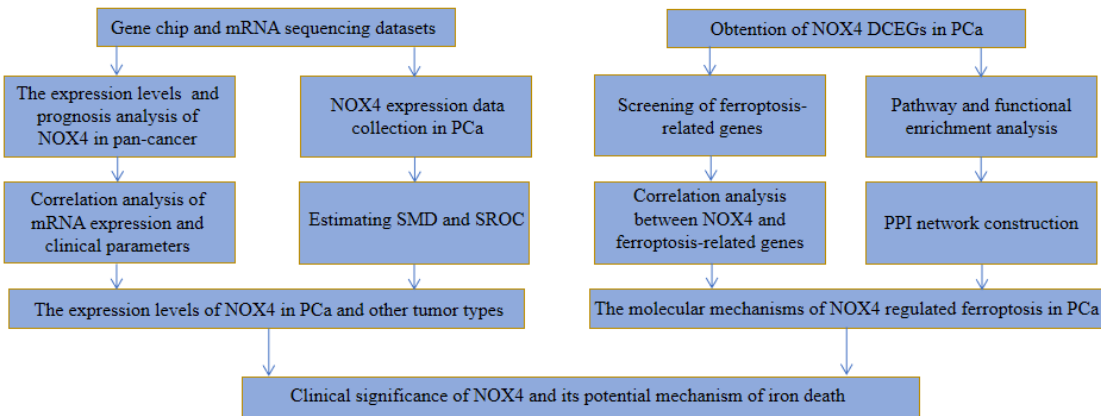 Gene chip and mRNA sequencing datasets
The expression levels and
prognosis analysis of
NOX4 in pan-cancer
NOX4 expression data
collection in PCa
Correlation analysis of
mRNA expression and
clinical parameters
Estimating SMD and SROC
The expression levels of NOX4 in PCa and other tumor types
Obtention of NOX4 DCEGs in PCa
Screening of ferroptosis-
related genes
Pathway and functional
enrichment analysis
Correlation analysis
between NOX4 and
ferroptosis-related genes
PPI network construction
The molecular mechanisms of NOX4 regulated ferroptosis in PCa
Clinical significance of NOX4 and its potential mechanism of iron death